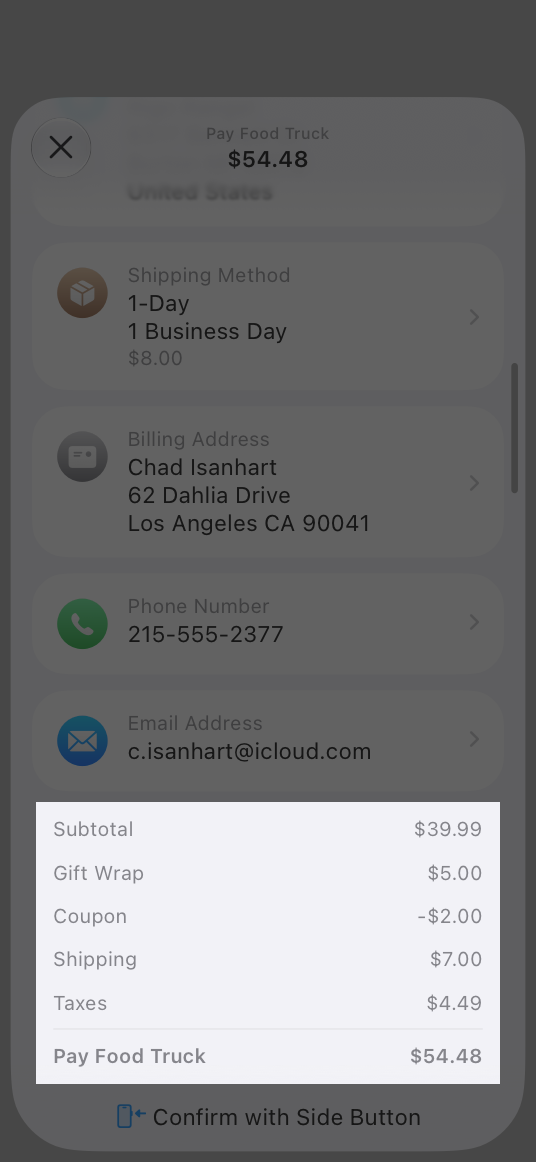 Pay Food Truck
$54.48
United States
Shipping Method
1-Day
1 Business Day
$8.00
Billing Address
Chad Isanhart
62 Dahlia Drive
Los Angeles CA 90041
Phone Number
215-555-2377
Email Address
c.isanhart@icloud.com
Subtotal $39.99
Gift Wrap $5.00
Coupon -$2.00
Shipping $7.00
Taxes $4.49
Pay Food Truck $54.48
Confirm with Side Button